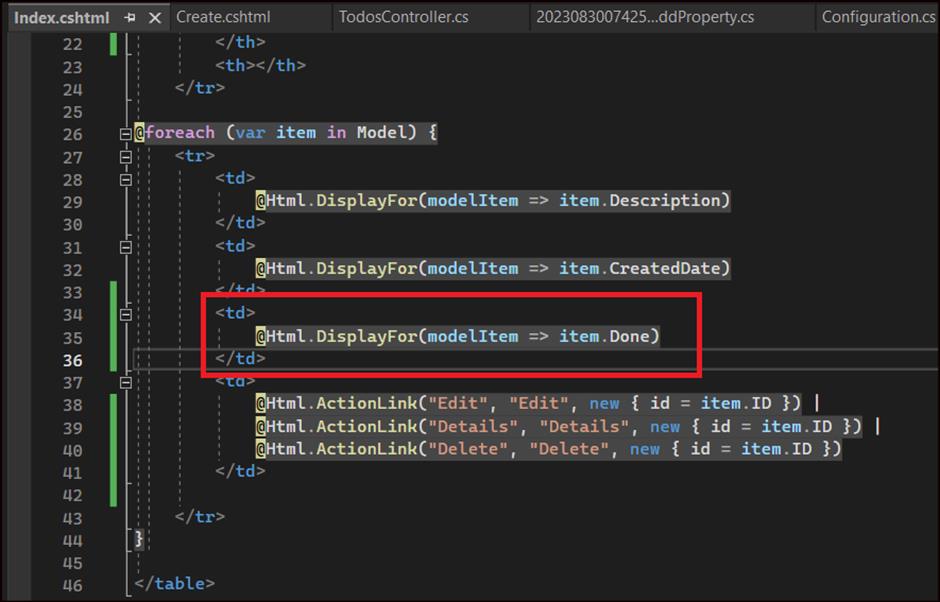 Index.cshtml Create.cshtml TodosController.cs 2023083007425...ddProperty.cs Configuration.cs
22 </th>
23 <th></th>
24 </tr>
25
26 @foreach (var item in Model) {
27 <tr>
28 <td>
29 @Html.DisplayFor(modelItem => item.Description)
30 </td>
31 <td>
32 @Html.DisplayFor(modelItem => item.CreatedDate)
33 </td>
34 <td>
35 @Html.DisplayFor(modelItem => item.Done)
36 </td>
37 <td>
38 @Html.ActionLink("Edit", "Edit", new { id = item.ID }) |
39 @Html.ActionLink("Details", "Details", new { id = item.ID }) |
40 @Html.ActionLink("Delete", "Delete", new { id = item.ID })
41 </td>
42
43 </tr>
44 }
45
46 </table>